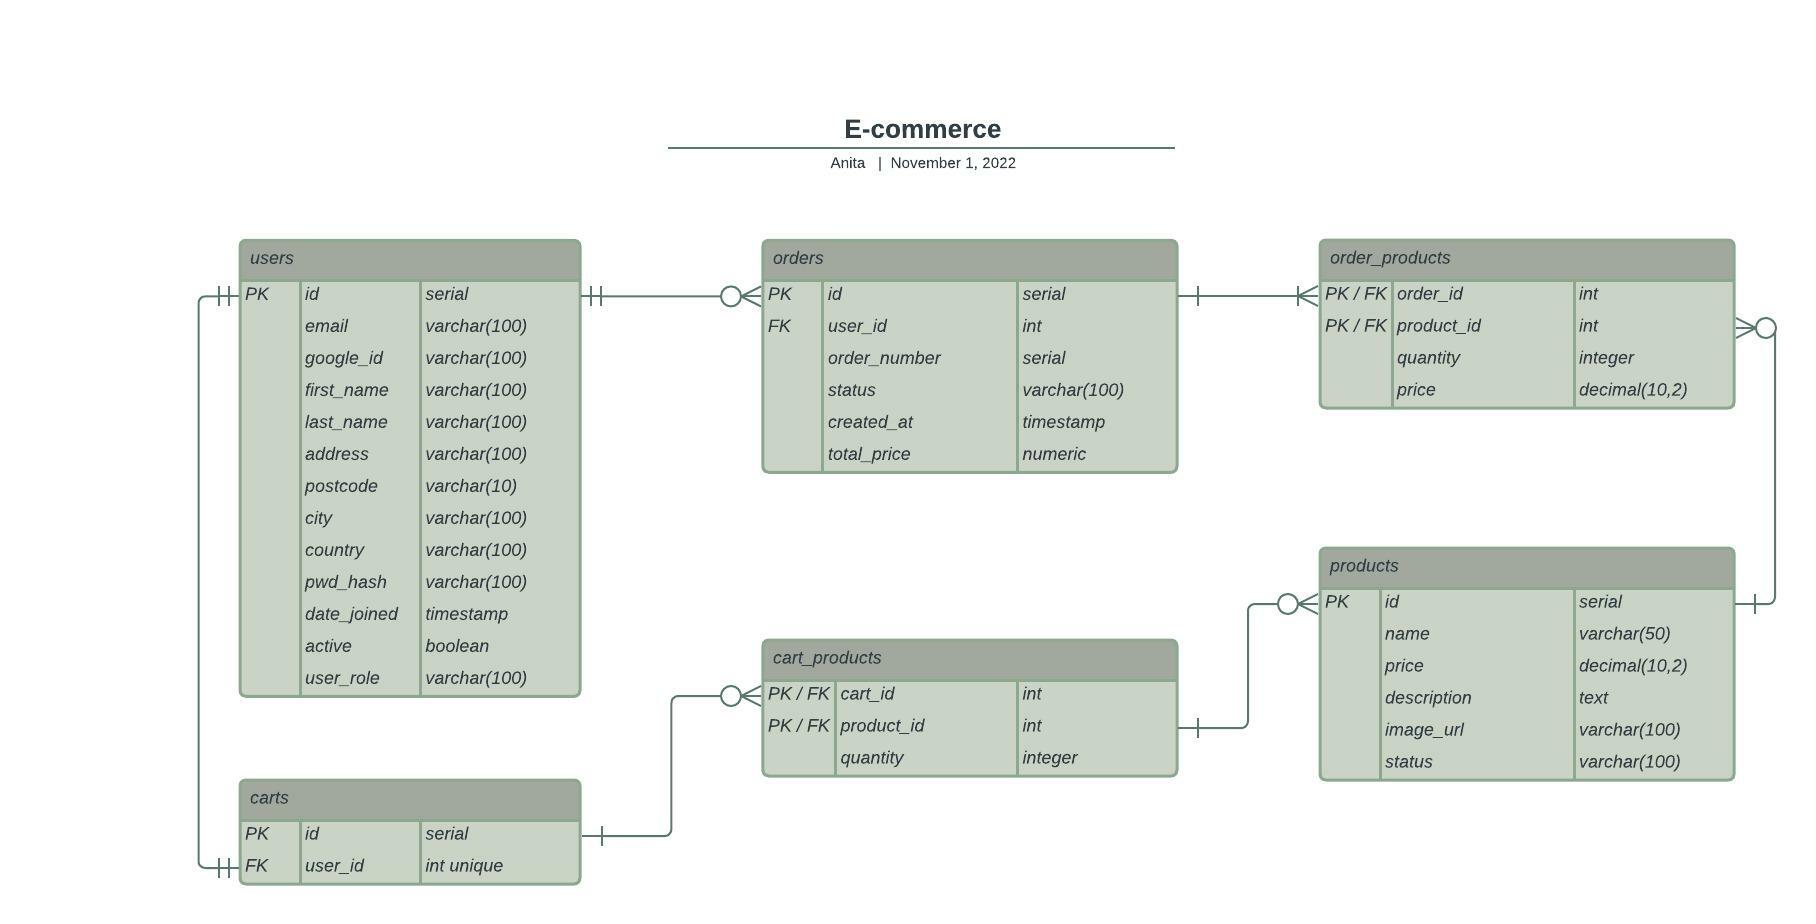 E-commerce
Anita | November 1, 2022
users
PK id serial
email varchar(100)
google_id varchar(100)
first_name varchar(100)
last_name varchar(100)
address varchar(100)
postcode varchar(10)
city varchar(100)
country varchar(100)
pwd_hash varchar(100)
date_joined timestamp
active boolean
user_role varchar(100)
orders
PK id serial
FK user_id int
order_number serial
status varchar(100)
created_at timestamp
total_price numeric
order_products
PK / FK order_id int
PK / FK product_id int
quantity integer
price decimal(10,2)
products
PK id serial
name varchar(50)
price decimal(10,2)
description text
image_url varchar(100)
status varchar(100)
cart_products
PK / FK cart_id int
PK / FK product_id int
quantity integer
carts
PK id serial
FK user_id int unique